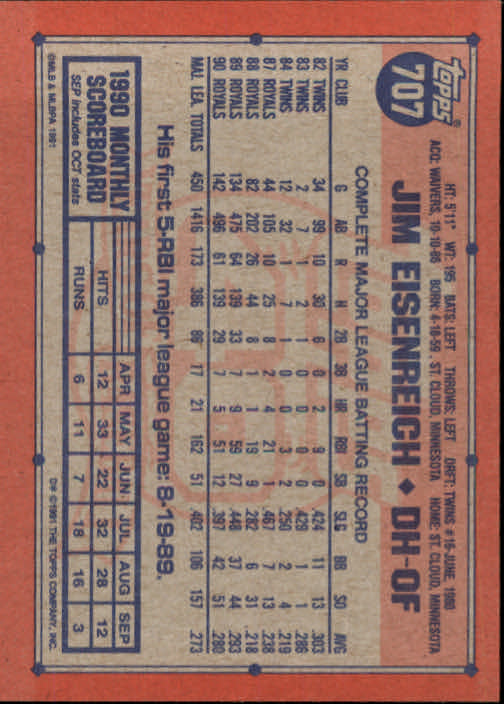 topps®
707
HT: 5'11" WT: 195 BATS: LEFT THROWS: LEFT DRFT: TWINS #16-JUNE, 1980
ACQ: WAIVERS, 10-10-86 BORN: 4-18-59, ST. CLOUD, MINNESOTA HOME: ST. CLOUD, MINNESOTA
JIM EISENREICH ♦ DH-OF
COMPLETE MAJOR LEAGUE BATTING RECORD
YR CLUB G AB R H 2B 3B HR RBI SB SLG BB SO AVG
82 TWINS 34 99 10 30 6 0 2 9 0 .424 11 13 .303
83 TWINS 2 7 1 2 1 0 0 0 0 .429 1 1 .286
84 TWINS 12 32 1 7 1 0 0 3 2 .250 2 4 .219
87 ROYALS 44 105 10 25 8 2 4 21 1 .467 7 13 .238
88 ROYALS 82 202 26 44 8 1 1 19 9 .282 6 31 .218
89 ROYALS 134 475 64 139 33 7 9 59 27 .448 37 44 .293
90 ROYALS 142 496 61 139 29 7 5 51 12 .397 42 51 .280
MAJ. LEA. TOTALS 450 1416 173 386 86 17 21 162 51 .402 106 157 .273
His first 5-RBI major league game: 8-19-89.
1990 MONTHLY SCOREBOARD
SEP includes OCT stats
APR MAY JUN JUL AUG SEP
HITS 12 33 22 32 28 12
RUNS 6 11 7 18 16 3
©MLB & MLBPA 1991
D* ©1991 THE TOPPS COMPANY, INC.